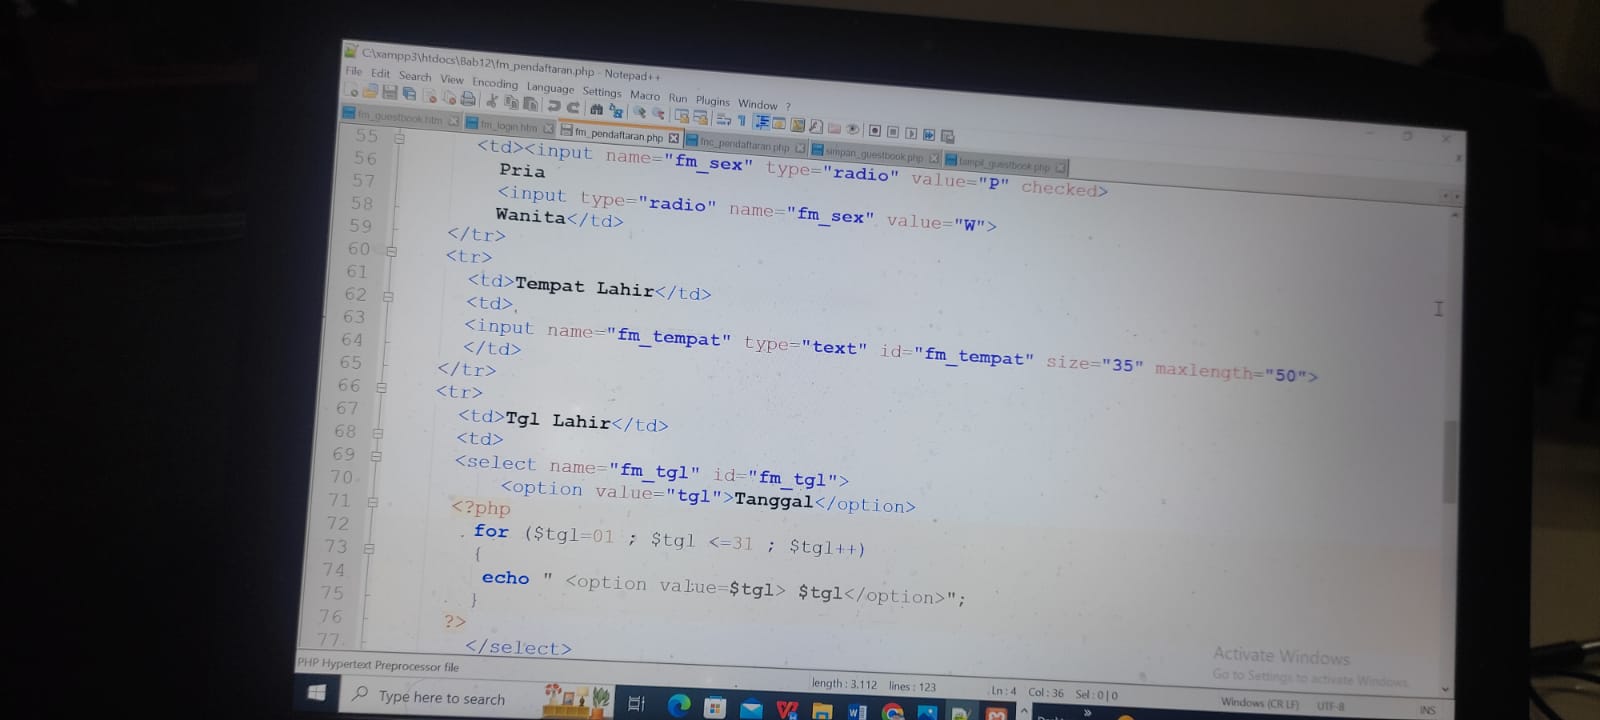 C:\xampp3\htdocs\Bab12\fm_pendaftaran.php - Notepad++
File Edit Search View Encoding Language Settings Macro Run Plugins Window ?
fm_guestbook.htm fm_login.htm fm_pendaftaran.php fnc_pendaftaran.php simpan_guestbook.php tampil_guestbook.php
55 <td><input name="fm_sex" type="radio" value="P" checked>
56 Pria
57 <input type="radio" name="fm_sex" value="W">
58 Wanita</td>
59 </tr>
60 <tr>
61 <td>Tempat Lahir</td>
62 <td>
63 <input name="fm_tempat" type="text" id="fm_tempat" size="35" maxlength="50">
64 </td>
65 </tr>
66 <tr>
67 <td>Tgl Lahir</td>
68 <td>
69 <select name="fm_tgl" id="fm_tgl">
70 <option value="tgl">Tanggal</option>
71 <?php
72 for ($tgl=01 ; $tgl <=31 ; $tgl++)
73 {
74 echo " <option value=$tgl> $tgl</option>";
75 }
76 ?>
77 </select>
Activate Windows
Go to Settings to activate Windows.
PHP Hypertext Preprocessor file length : 3.112 lines : 123 Ln : 4 Col : 36 Sel : 0 | 0 Windows (CR LF) UTF-8 INS
Type here to search